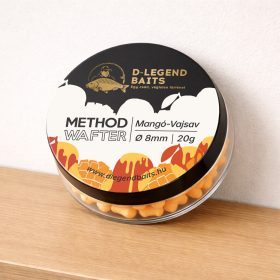 D-LEGEND
BAITS
METHOD
WAFTER
Mangó-Vajsav
Ø 8mm | 20g
www.dlegendbaits.hu